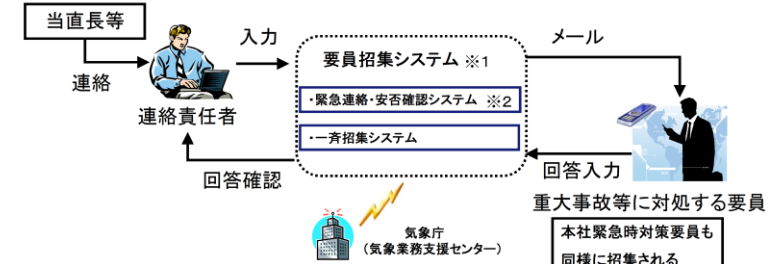 当直長等
連絡
連絡責任者
入力
回答確認
要員招集システム ※1
・緊急連絡・安否確認システム ※2
・一斉招集システム
気象庁
(気象業務支援センター)
メール
回答入力
重大事故等に対処する要員
本社緊急時対策要員も
同様に招集される